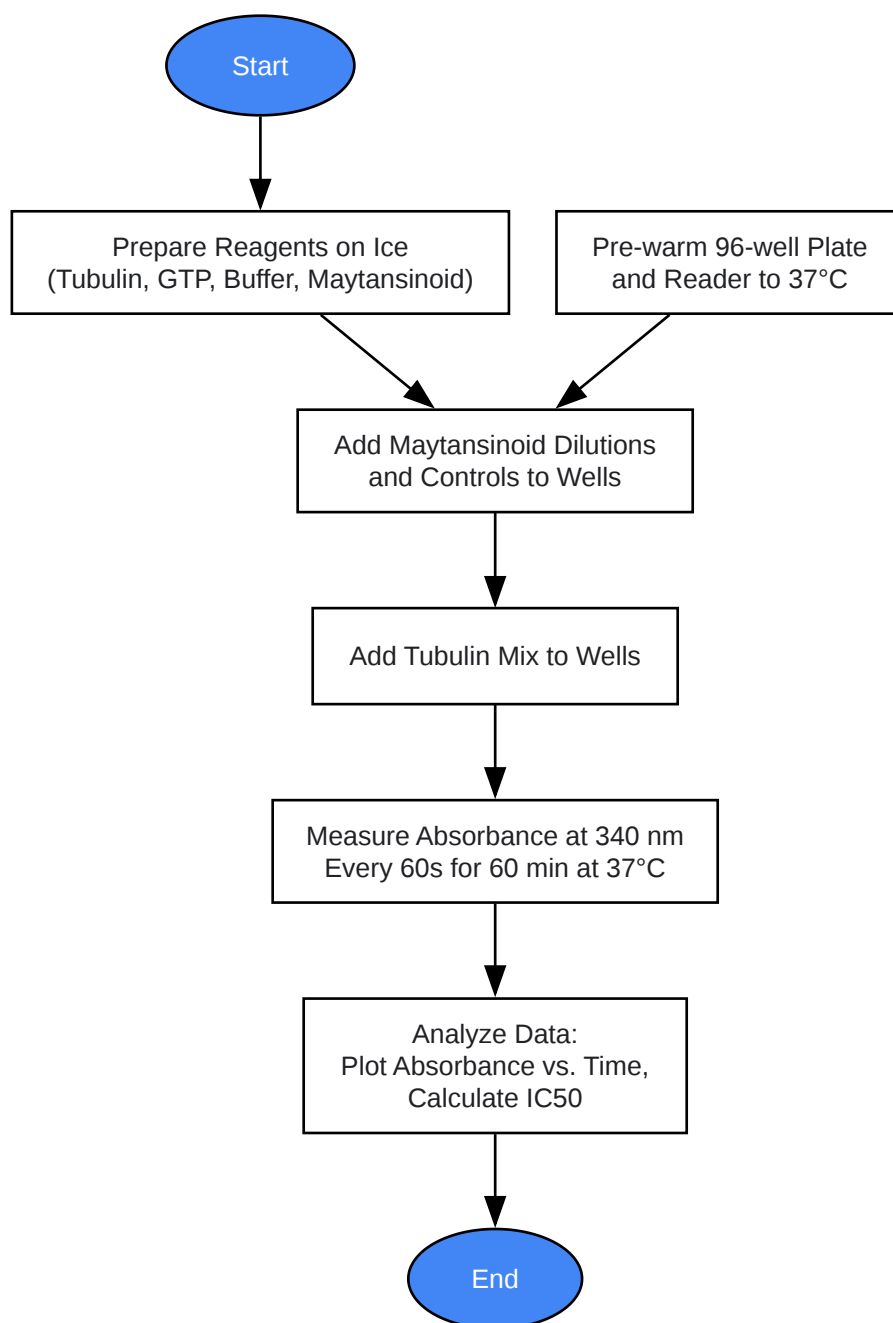 Start
Prepare Reagents on Ice
(Tubulin, GTP, Buffer, Maytansinoid)
Pre-warm 96-well Plate
and Reader to 37°C
Add Maytansinoid Dilutions
and Controls to Wells
Add Tubulin Mix to Wells
Measure Absorbance at 340 nm
Every 60s for 60 min at 37°C
Analyze Data:
Plot Absorbance vs. Time,
Calculate IC50
End